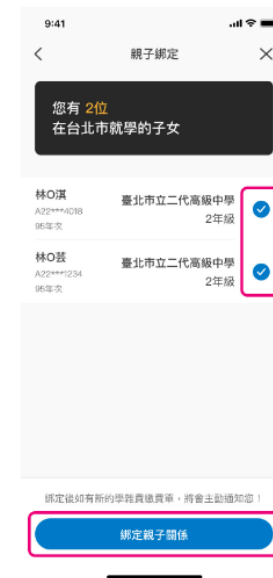 9:41
親子綁定
您有 2位
在台北市就學的子女
林O淇
A22***4018
95年次
臺北市立二代高級中學
2年級
林O芸
A22***1234
95年次
臺北市立二代高級中學
2年級
綁定後如有新的學雜費繳費單，將會主動通知您！
綁定親子關係